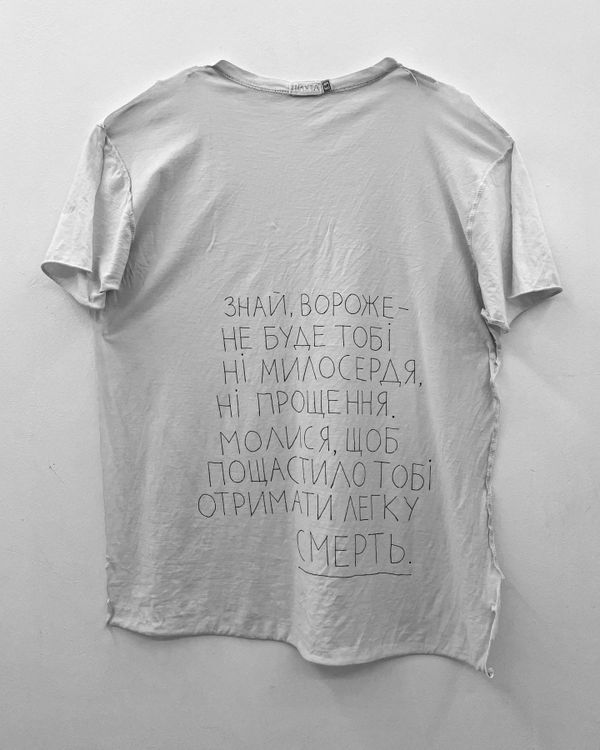 ЗНАЙ, ВОРОЖЕ-
НЕ БУДЕ ТОБІ
НІ МИЛОСЕРДЯ,
НІ ПРОЩЕННЯ.
МОЛИСЯ, ЩОБ
ПОЩАСТИЛО ТОБІ
ОТРИМАТИ ЛЕГКУ
СМЕРТЬ.